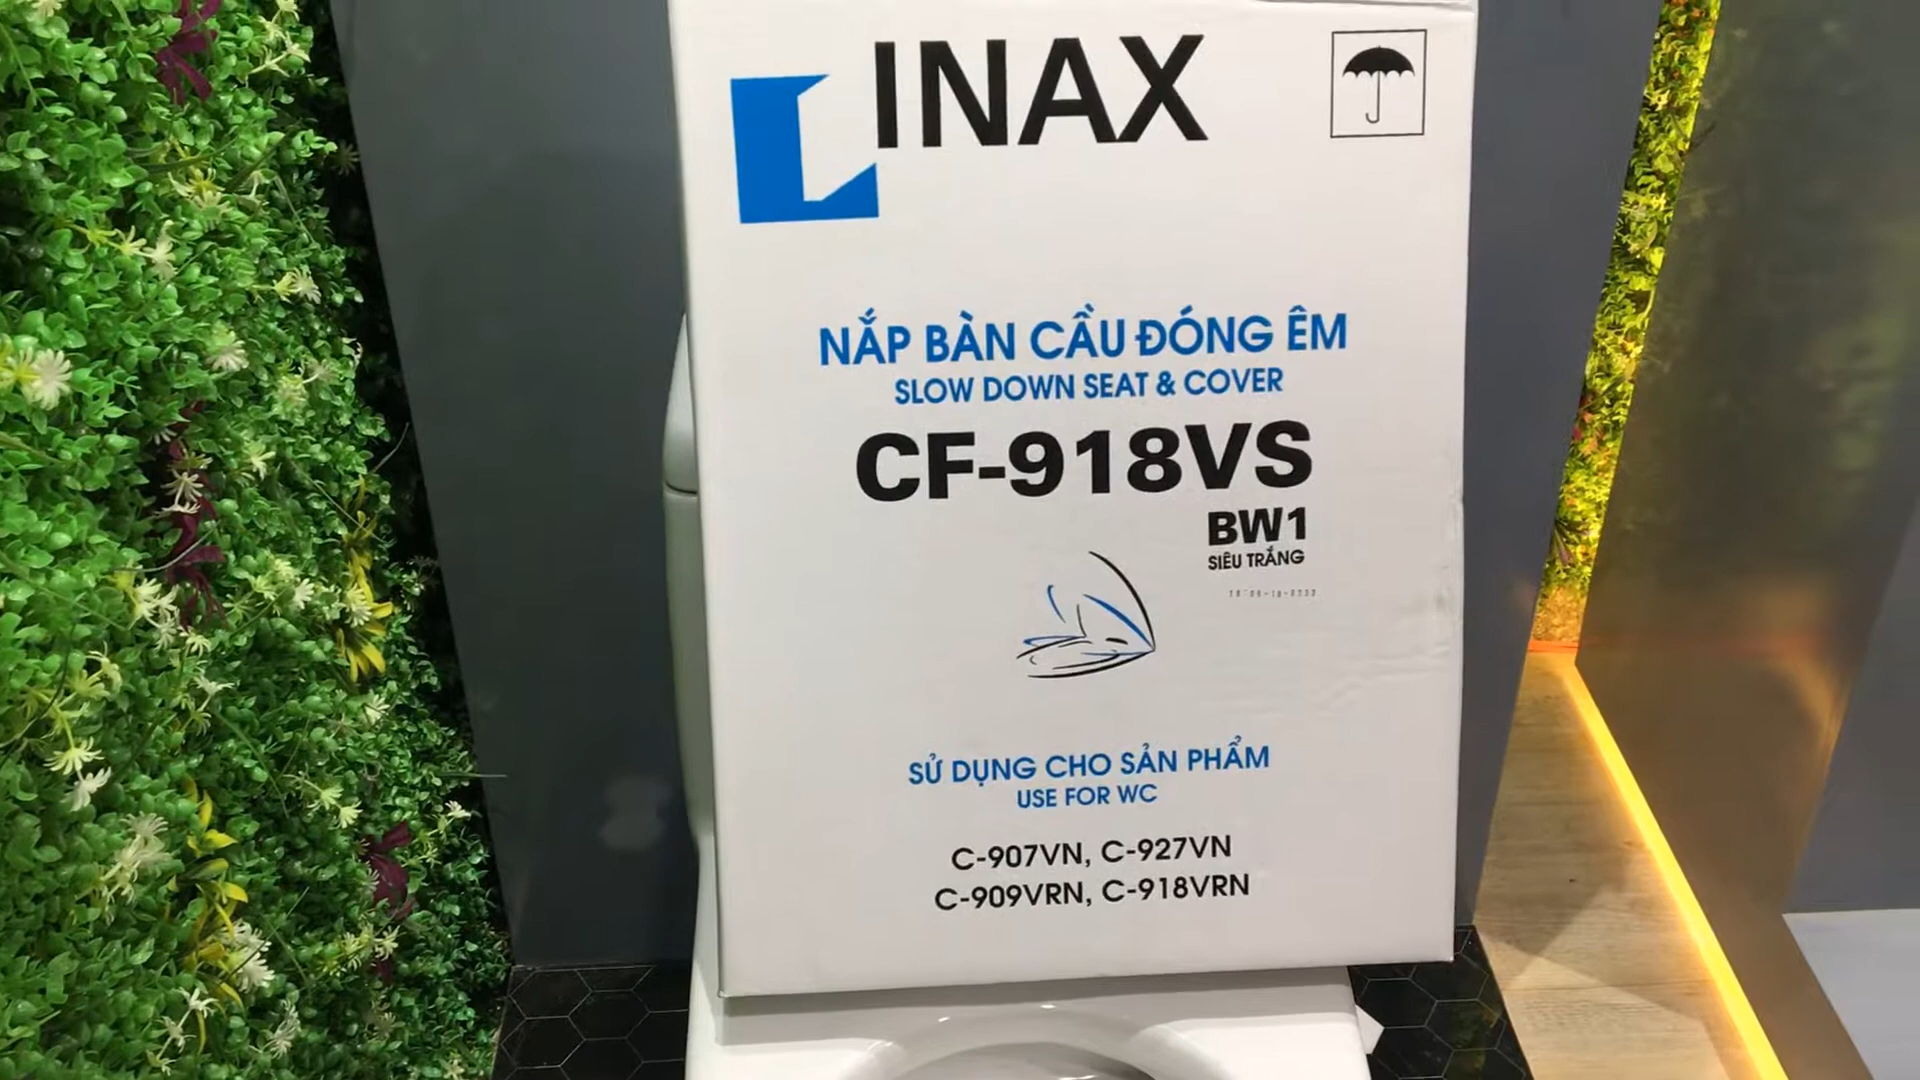 INAX
NẮP BÀN CẦU ĐÓNG ÊM
SLOW DOWN SEAT & COVER
CF-918VS
BW1
SIÊU TRẮNG
SỬ DỤNG CHO SẢN PHẨM
USE FOR WC
C-907VN, C-927VN
C-909VRN, C-918VRN